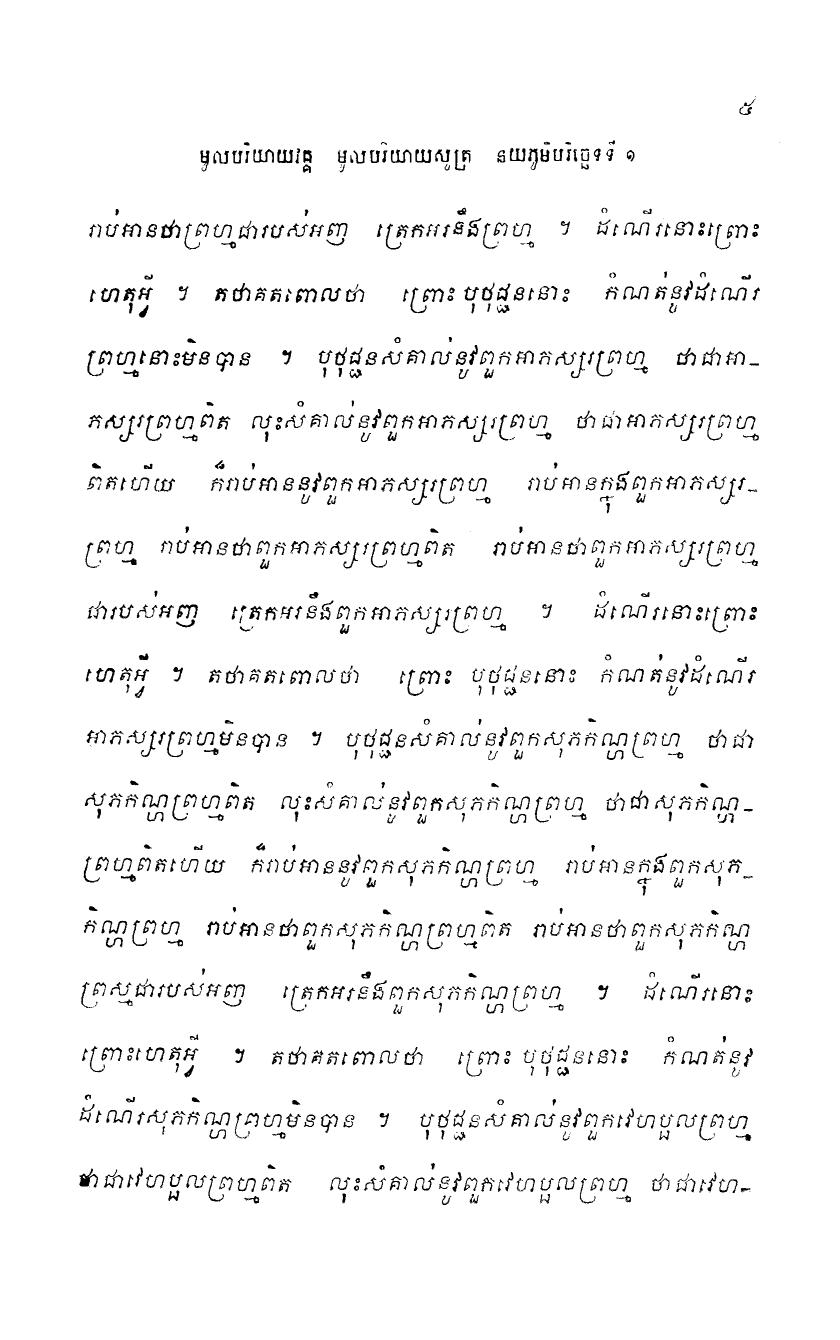 ៥
មូលបរិយាយវគ្គ មូលបរិយាយសូត្រ នយភូមិបរិច្ឆេទទី ១
រាប់អានថាព្រហ្មជារបស់អញ ត្រេកអរនឹងព្រហ្ម ។ ដំណើរនោះព្រោះ
ហេតុអ្វី ។ តថាគតពោលថា ព្រោះ បុថុជ្ជននោះ កំណត់នូវដំណើរ
ព្រហ្មនោះមិនបាន ។ បុថុជ្ជនសំគាល់នូវពួកអាភស្សរព្រហ្ម ថាជាអា-
ភស្សរព្រហ្មពិត លុះសំគាល់នូវពួកអាភស្សរព្រហ្ម ថាជាអាភស្សរព្រហ្ម
ពិតហើយ ក៏រាប់អាននូវពួកអាភស្សរព្រហ្ម រាប់អានក្នុងពួកអាភស្សរ-
ព្រហ្ម រាប់អានថាពួកអាភស្សរព្រហ្មពិត រាប់អានថាពួកអាភស្សរព្រហ្ម
ជារបស់អញ ត្រេកអរនឹងពួកអាភស្សរព្រហ្ម ។ ដំណើរនោះព្រោះ
ហេតុអ្វី ។ តថាគតពោលថា ព្រោះ បុថុជ្ជននោះ កំណត់នូវដំណើរ
អាភស្សរព្រហ្មមិនបាន ។ បុថុជ្ជនសំគាល់នូវពួកសុភកិណ្ហព្រហ្ម ថាជា
សុភកិណ្ហព្រហ្មពិត លុះសំគាល់នូវពួកសុភកិណ្ហព្រហ្ម ថាជាសុភកិណ្ហ-
ព្រហ្មពិតហើយ ក៏រាប់អាននូវពួកសុភកិណ្ហព្រហ្ម រាប់អានក្នុងពួកសុភ-
កិណ្ហព្រហ្ម រាប់អានថាពួកសុភកិណ្ហព្រហ្មពិត រាប់អានថាពួកសុភកិណ្ហ
ព្រស្មជារបស់អញ ត្រេកអរនឹងពួកសុភកិណ្ហព្រហ្ម ។ ដំណើរនោះ
ព្រោះហេតុអ្វី ។ តថាគតពោលថា ព្រោះ បុថុជ្ជននោះ កំណត់នូវ
ដំណើរសុភកិណ្ហព្រហ្មមិនបាន ។ បុថុជ្ជនសំគាល់នូវពួកវេហប្ផលព្រហ្ម
ថាជាវេហប្ផលព្រហ្មពិត លុះសំគាល់នូវពួកវេហប្ផលព្រហ្ម ថាជាវេហ-